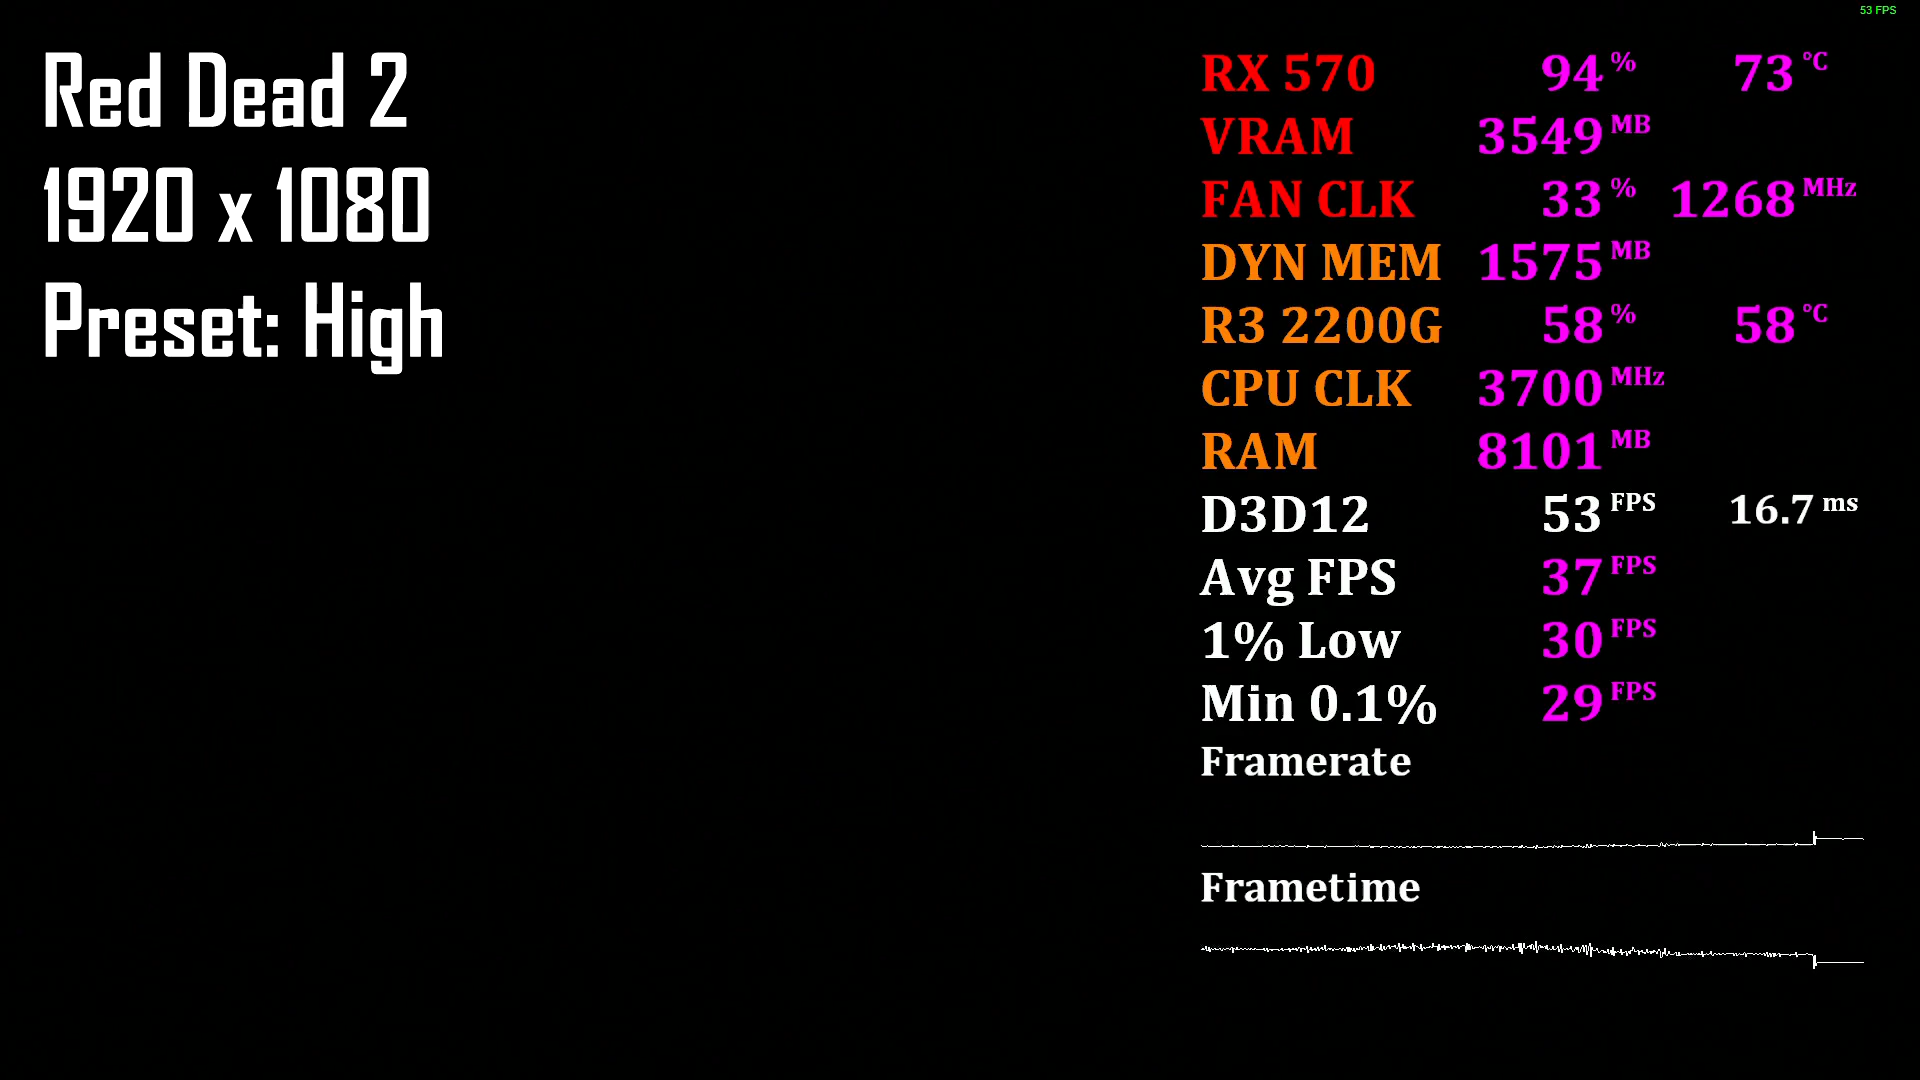 53 FPS
Red Dead 2
1920 x 1080
Preset: High
RX 570 94 % 73 °C
VRAM 3549 MB
FAN CLK 33 % 1268 MHz
DYN MEM 1575 MB
R3 2200G 58 % 58 °C
CPU CLK 3700 MHz
RAM 8101 MB
D3D12 53 FPS 16.7 ms
Avg FPS 37 FPS
1% Low 30 FPS
Min 0.1% 29 FPS
Framerate
Frametime